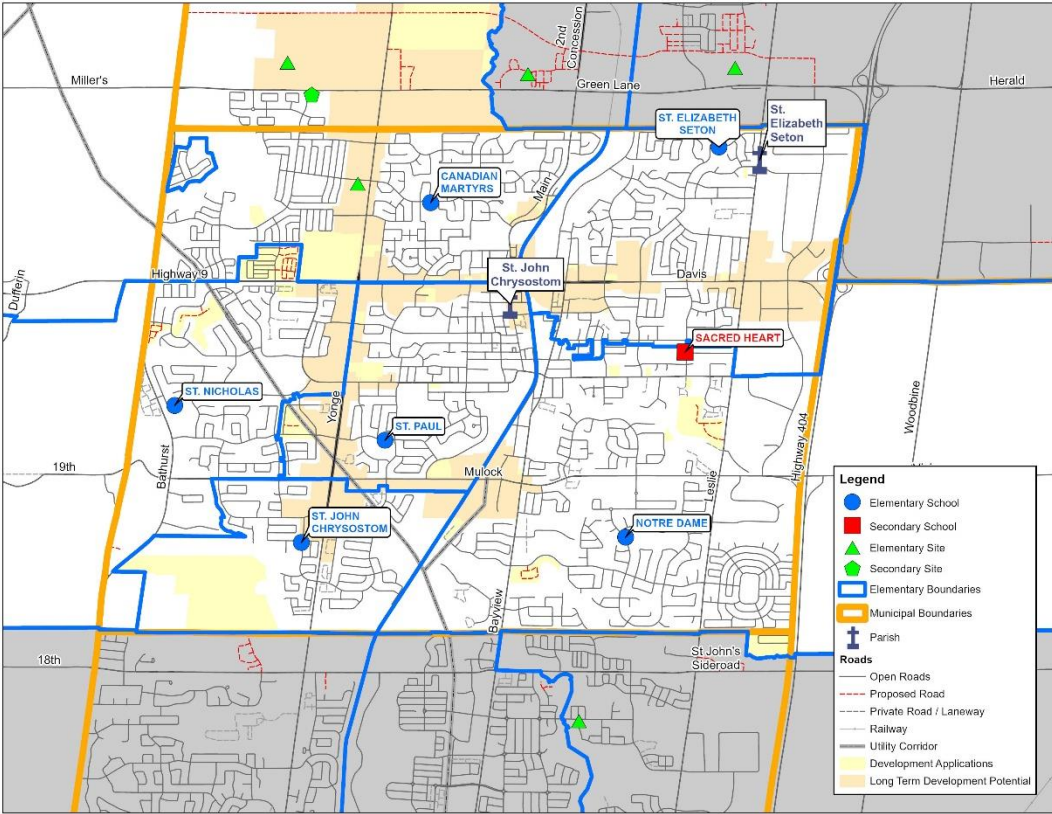 2nd
Concession
Miller's
Green Lane
Herald
ST. ELIZABETH
SETON
St.
Elizabeth
Seton
CANADIAN
MARTYRS
Main
St. John
Chrysostom
Highway 9
Davis
Dufferin
SACRED HEART
ST. NICHOLAS
Yonge
ST. PAUL
Highway 404
Woodbine
19th
Bathurst
Mulock
Leslie
ST. JOHN
CHRYSOSTOM
NOTRE DAME
Bayview
18th
St John's
Sideroad
Legend
Elementary School
Secondary School
Elementary Site
Secondary Site
Elementary Boundaries
Municipal Boundaries
Parish
Roads
Open Roads
Proposed Road
Private Road / Laneway
Railway
Utility Corridor
Development Applications
Long Term Development Potential